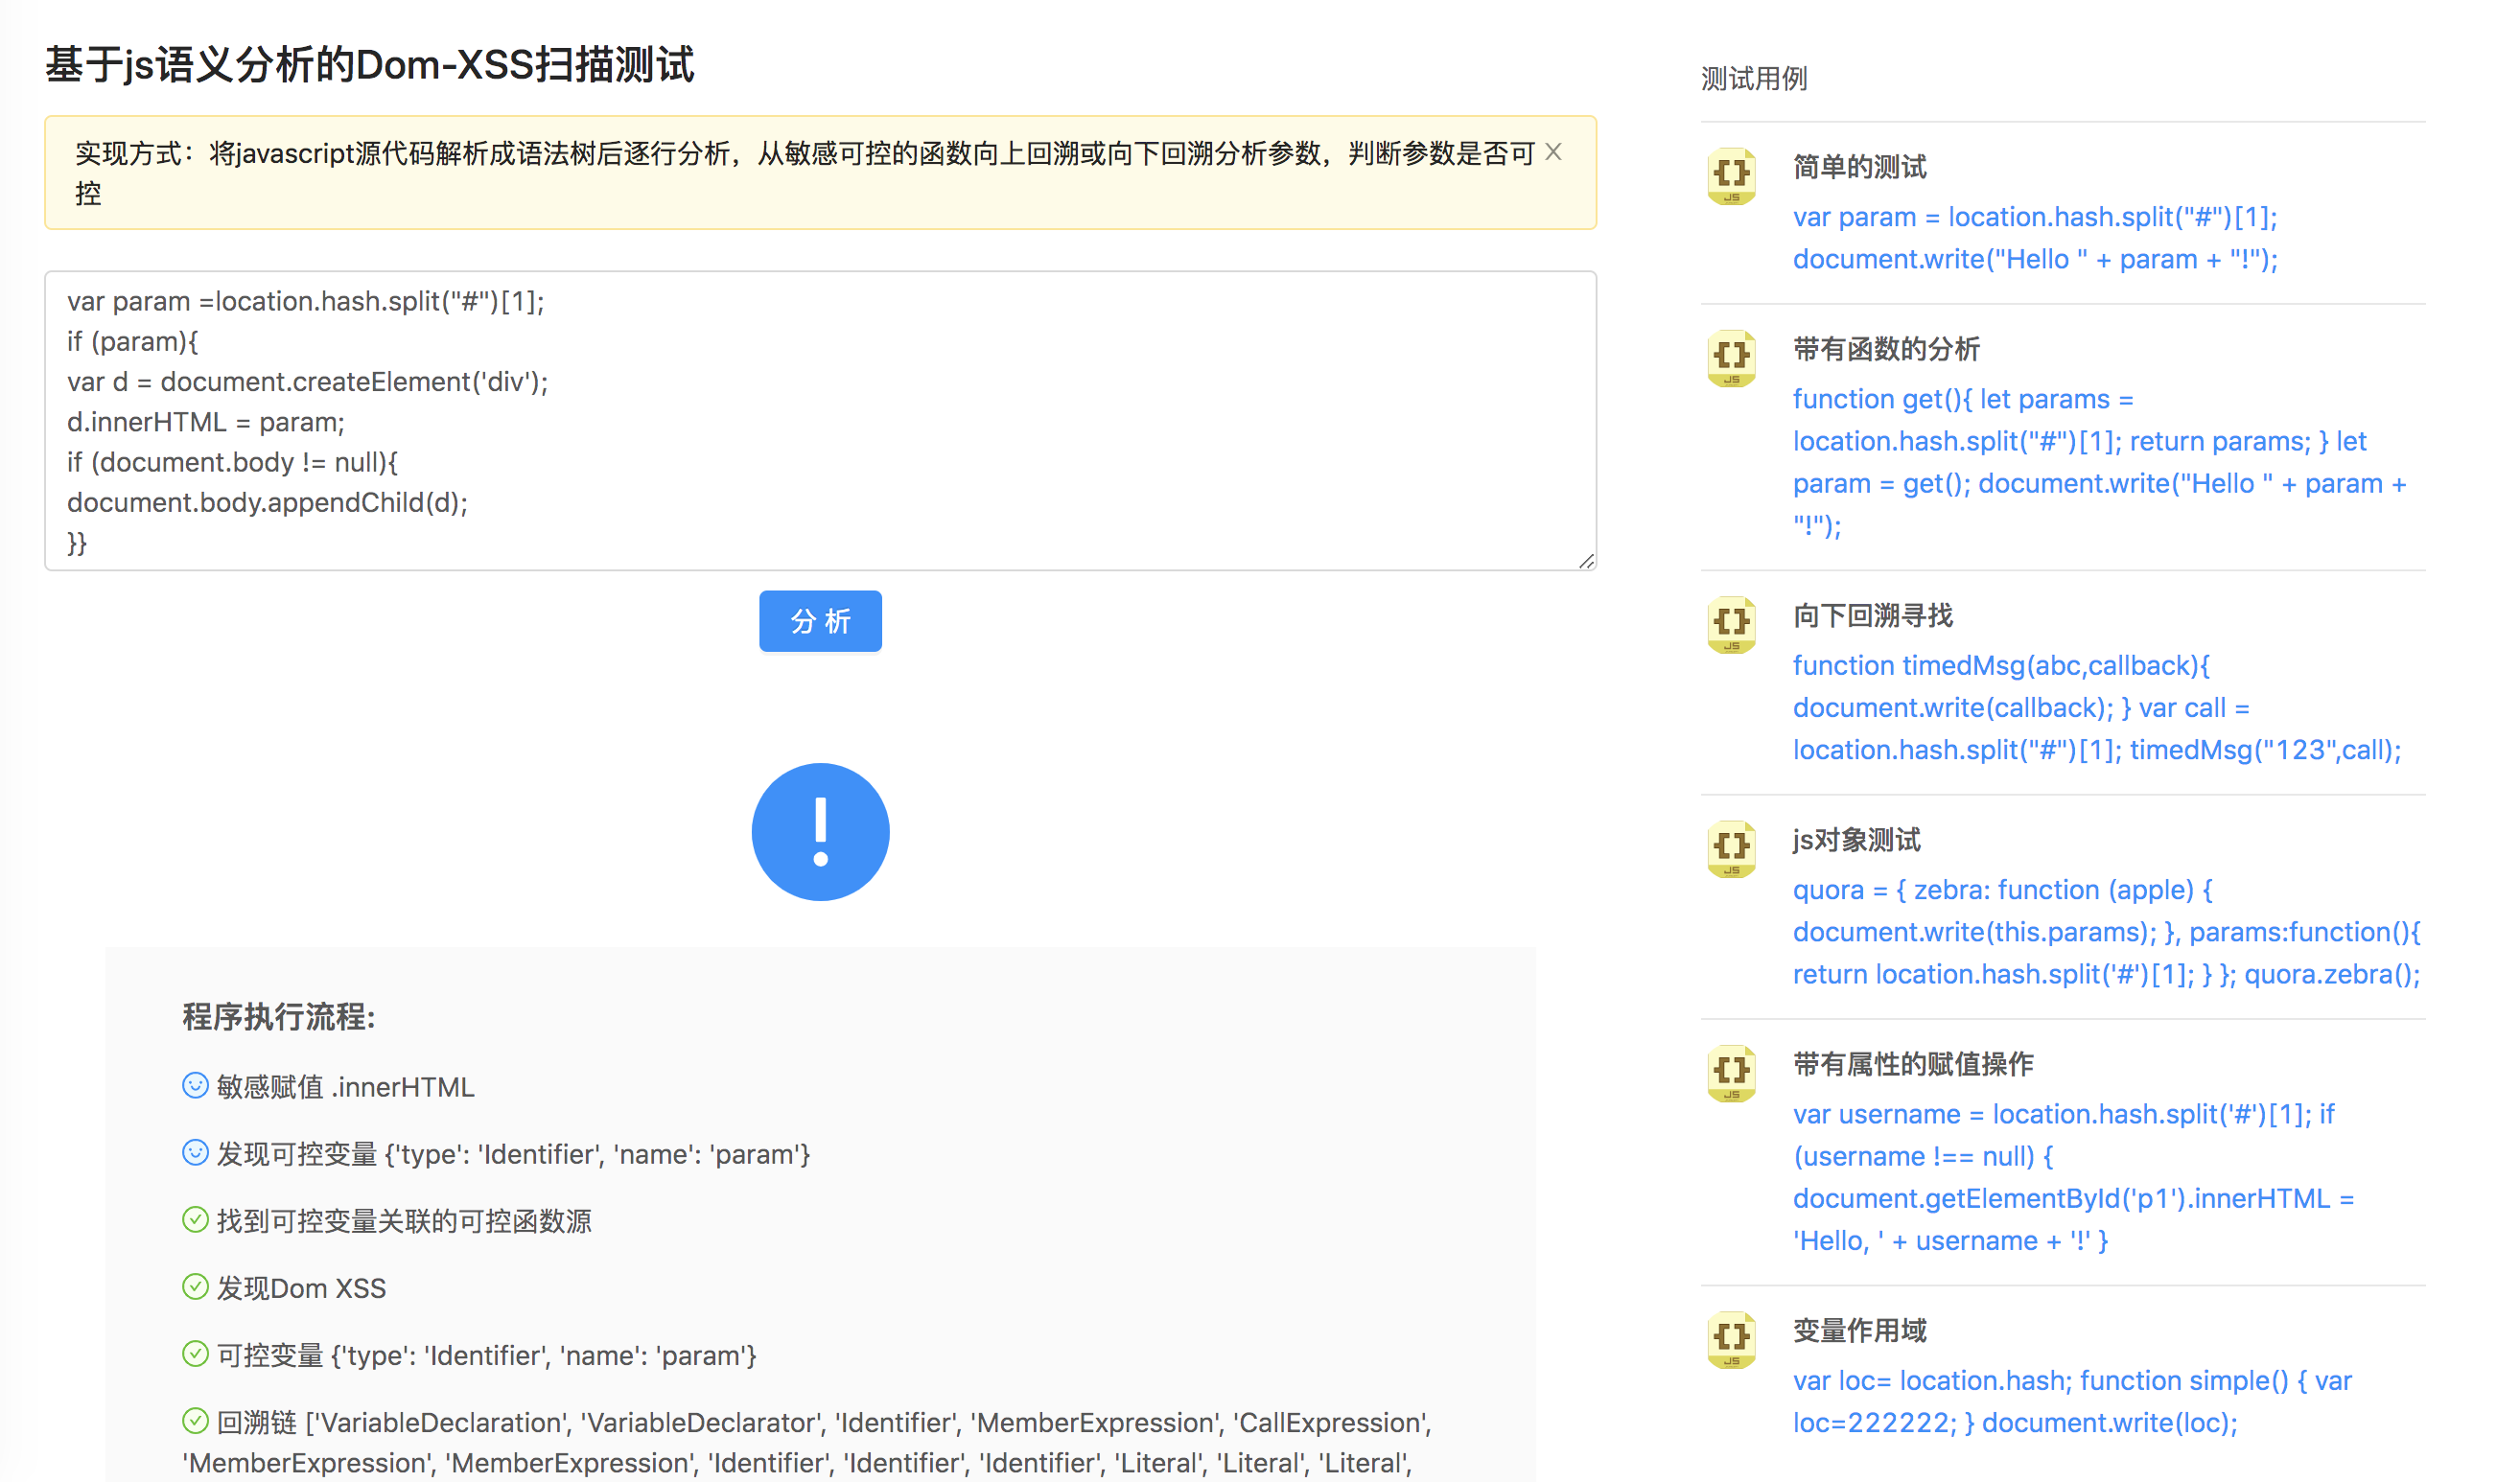 基于js语义分析的Dom-XSS扫描测试
实现方式：将javascript源代码解析成语法树后逐行分析，从敏感可控的函数向上回溯或向下回溯分析参数，判断参数是否可
控
X
var param =location.hash.split("#")[1];
if (param){
var d = document.createElement('div');
d.innerHTML = param;
if (document.body != null){
document.body.appendChild(d);
}}
分 析
程序执行流程:
敏感赋值 .innerHTML
发现可控变量 {'type': 'Identifier', 'name': 'param'}
找到可控变量关联的可控函数源
发现Dom XSS
可控变量 {'type': 'Identifier', 'name': 'param'}
回溯链 ['VariableDeclaration', 'VariableDeclarator', 'Identifier', 'MemberExpression', 'CallExpression',
'MemberExpression', 'MemberExpression', 'Identifier', 'Identifier', 'Identifier', 'Literal', 'Literal', 'Literal',
测试用例
JS
简单的测试
var param = location.hash.split("#")[1];
document.write("Hello " + param + "!");
JS
带有函数的分析
function get(){ let params =
location.hash.split("#")[1]; return params; } let
param = get(); document.write("Hello " + param +
"!");
JS
向下回溯寻找
function timedMsg(abc,callback){
document.write(callback); } var call =
location.hash.split("#")[1]; timedMsg("123",call);
JS
js对象测试
quora = { zebra: function (apple) {
document.write(this.params); }, params:function(){
return location.hash.split('#')[1]; } }; quora.zebra();
JS
带有属性的赋值操作
var username = location.hash.split('#')[1]; if
(username !== null) {
document.getElementById('p1').innerHTML =
'Hello, ' + username + '!' }
JS
变量作用域
var loc= location.hash; function simple() { var
loc=222222; } document.write(loc);